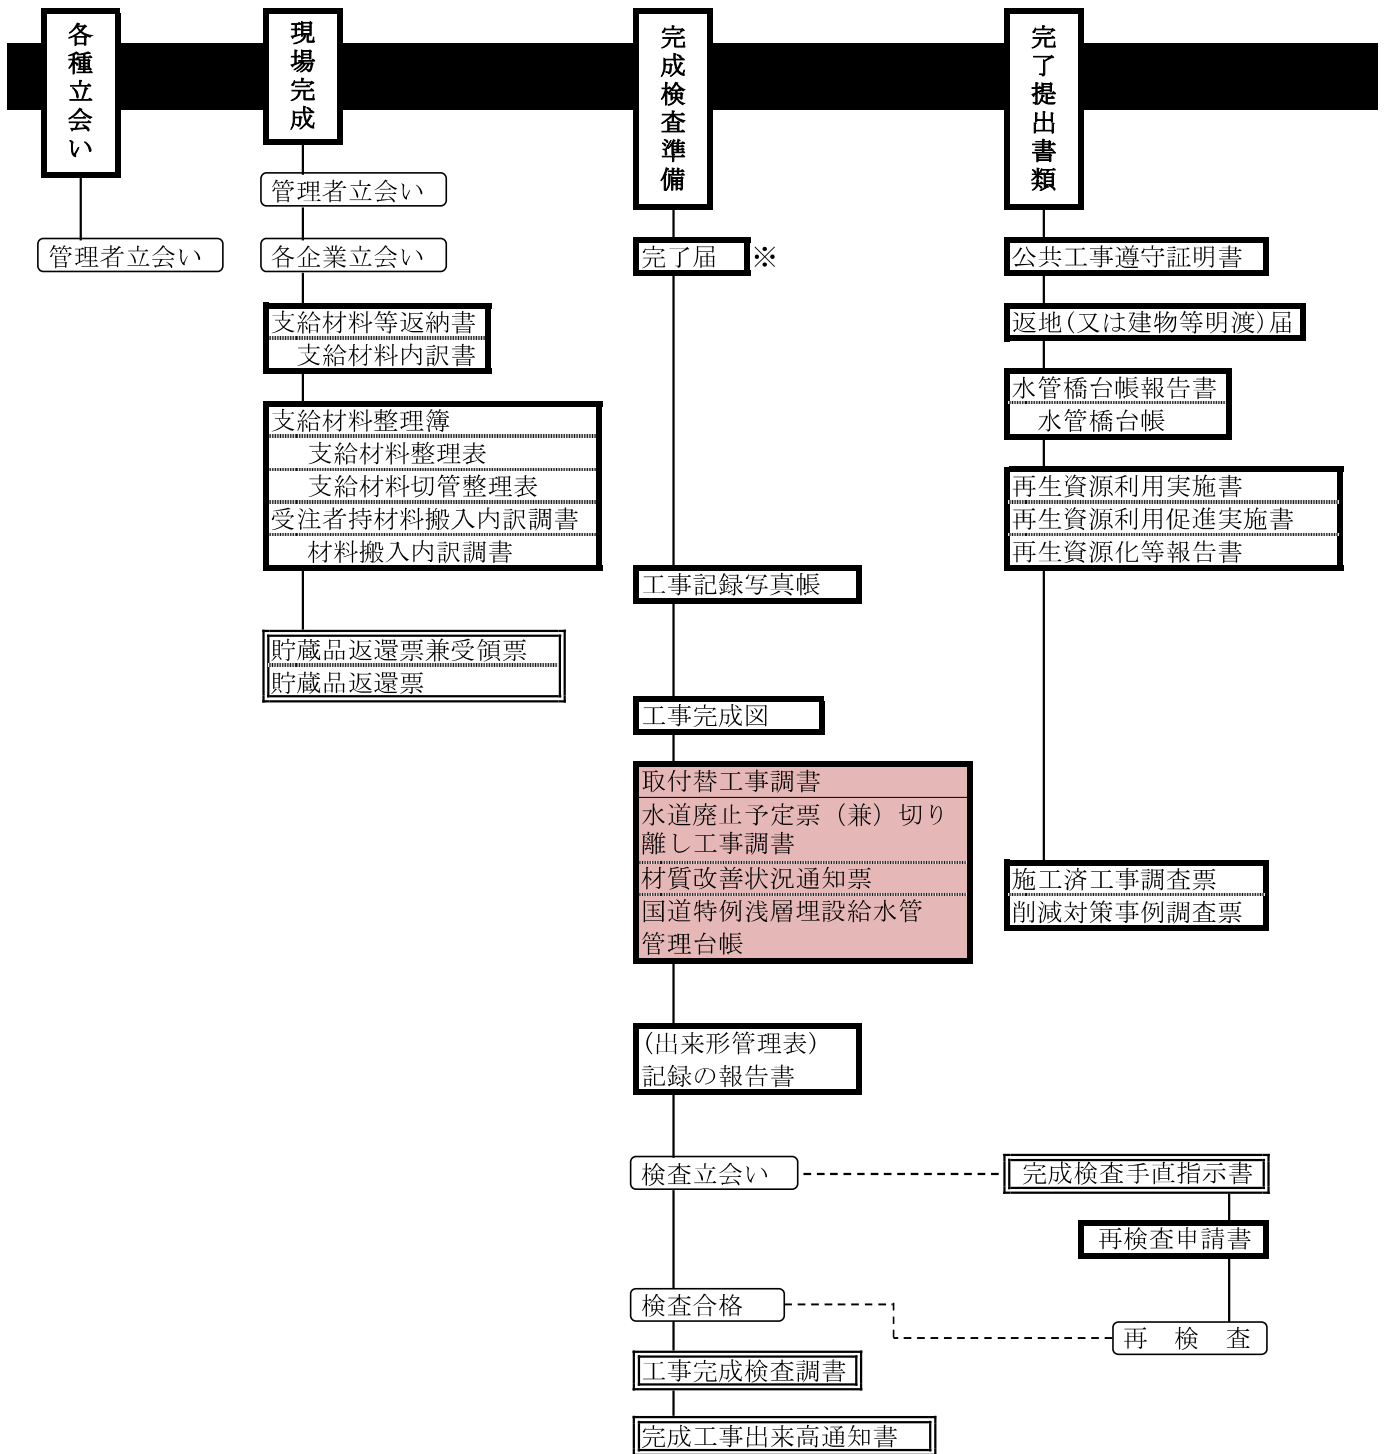 各種立会い
管理者立会い
現場完成
管理者立会い
各企業立会い
支給材料等返納書
支給材料内訳書
支給材料整理簿
支給材料整理表
支給材料切管整理表
受注者持材料搬入内訳調書
材料搬入内訳調書
貯蔵品返還票兼受領票
貯蔵品返還票
完成検査準備
完了届※
工事記録写真帳
工事完成図
取付替工事調書
水道廃止予定票（兼）切り
離し工事調書
材質改善状況通知票
国道特例浅層埋設給水管
管理台帳
(出来形管理表)
記録の報告書
検査立会い
検査合格
工事完成検査調書
完成工事出来高通知書
完了提出書類
公共工事遵守証明書
返地(又は建物等明渡)届
水管橋台帳報告書
水管橋台帳
再生資源利用実施書
再生資源利用促進実施書
再生資源化等報告書
施工済工事調査票
削減対策事例調査票
完成検査手直指示書
再検査申請書
再　検　査